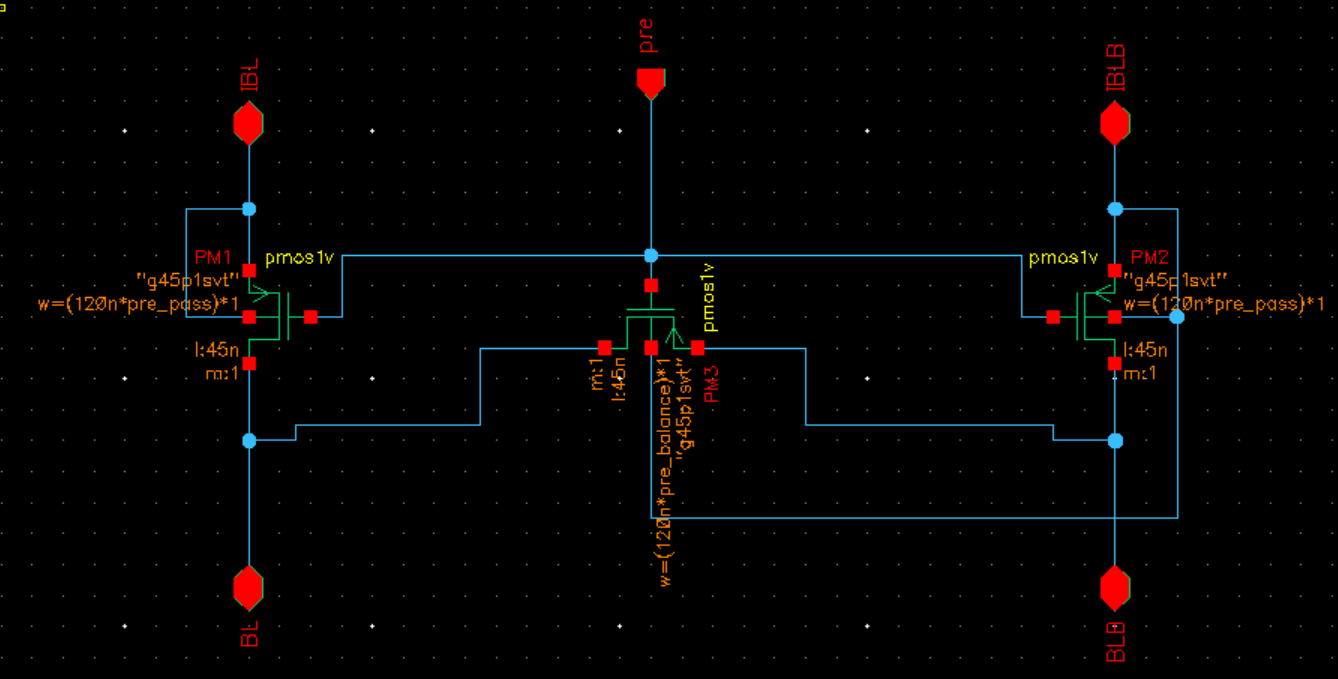 pre
IBL
IBLB
PM1
pmos1v
"g45p1svt"
w=(120n*pre_pass)*1
l:45n
m:1
pmos1v
PM3
"g45p1svt"
w=(120n*pre_balance)*1
l:45n
m:1
pmos1v
PM2
"g45p1svt"
w=(120n*pre_pass)*1
l:45n
m:1
BL
BLB